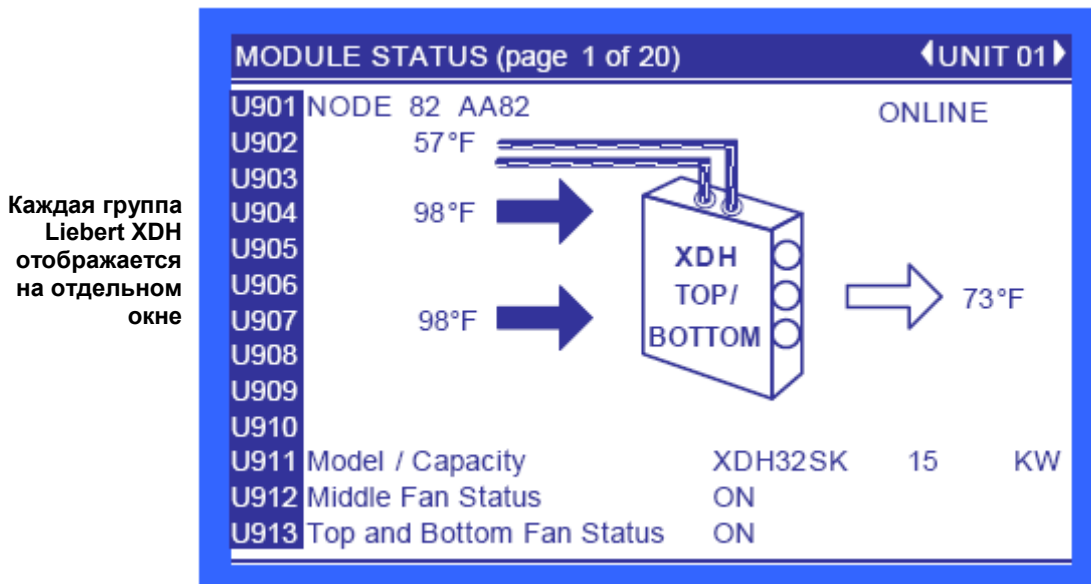 Каждая группа
Liebert XDH
отображается
на отдельном
окне
MODULE STATUS (page 1 of 20) UNIT 01
U901 NODE 82 AA82 ONLINE
U902 57°F
U903
U904 98°F
U905 XDH
U906 TOP/ 73°F
U907 98°F BOTTOM
U908
U909
U910
U911 Model / Capacity XDH32SK 15 KW
U912 Middle Fan Status ON
U913 Top and Bottom Fan Status ON